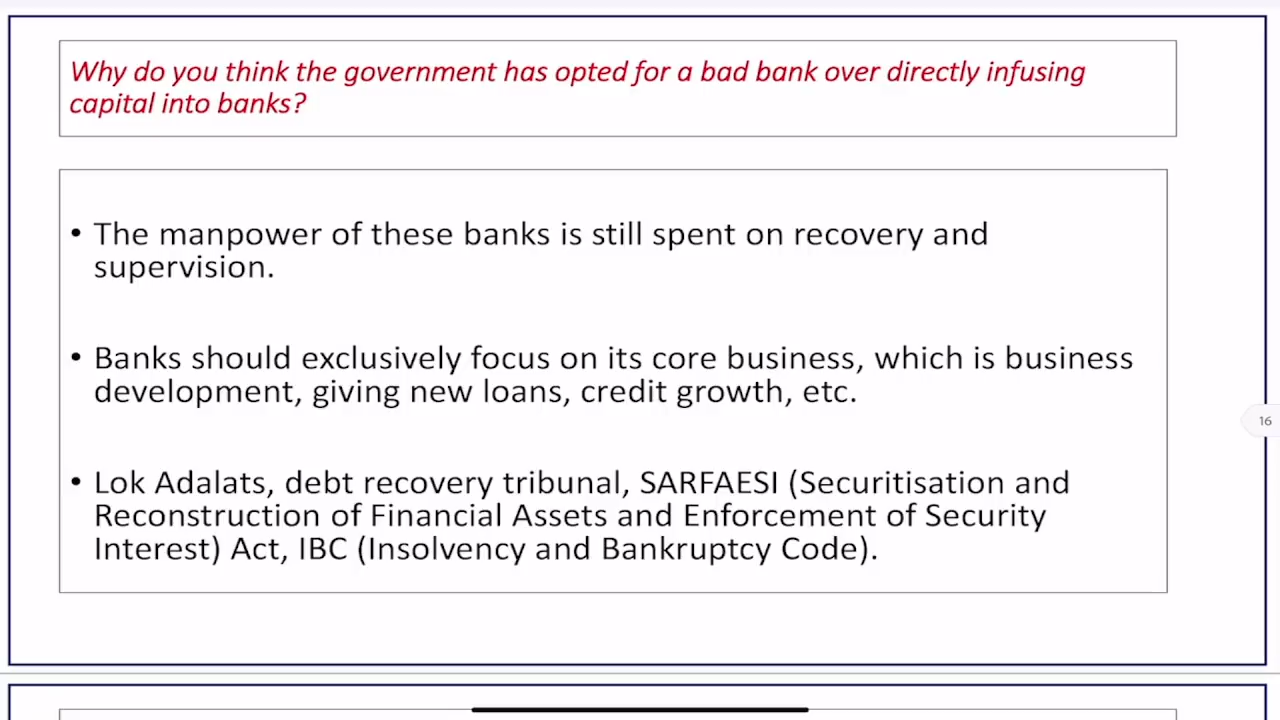 Why do you think the government has opted for a bad bank over directly infusing
capital into banks?
• The manpower of these banks is still spent on recovery and
supervision.
• Banks should exclusively focus on its core business, which is business
development, giving new loans, credit growth, etc.
• Lok Adalats, debt recovery tribunal, SARFAESI (Securitisation and
Reconstruction of Financial Assets and Enforcement of Security
Interest) Act, IBC (Insolvency and Bankruptcy Code).
16